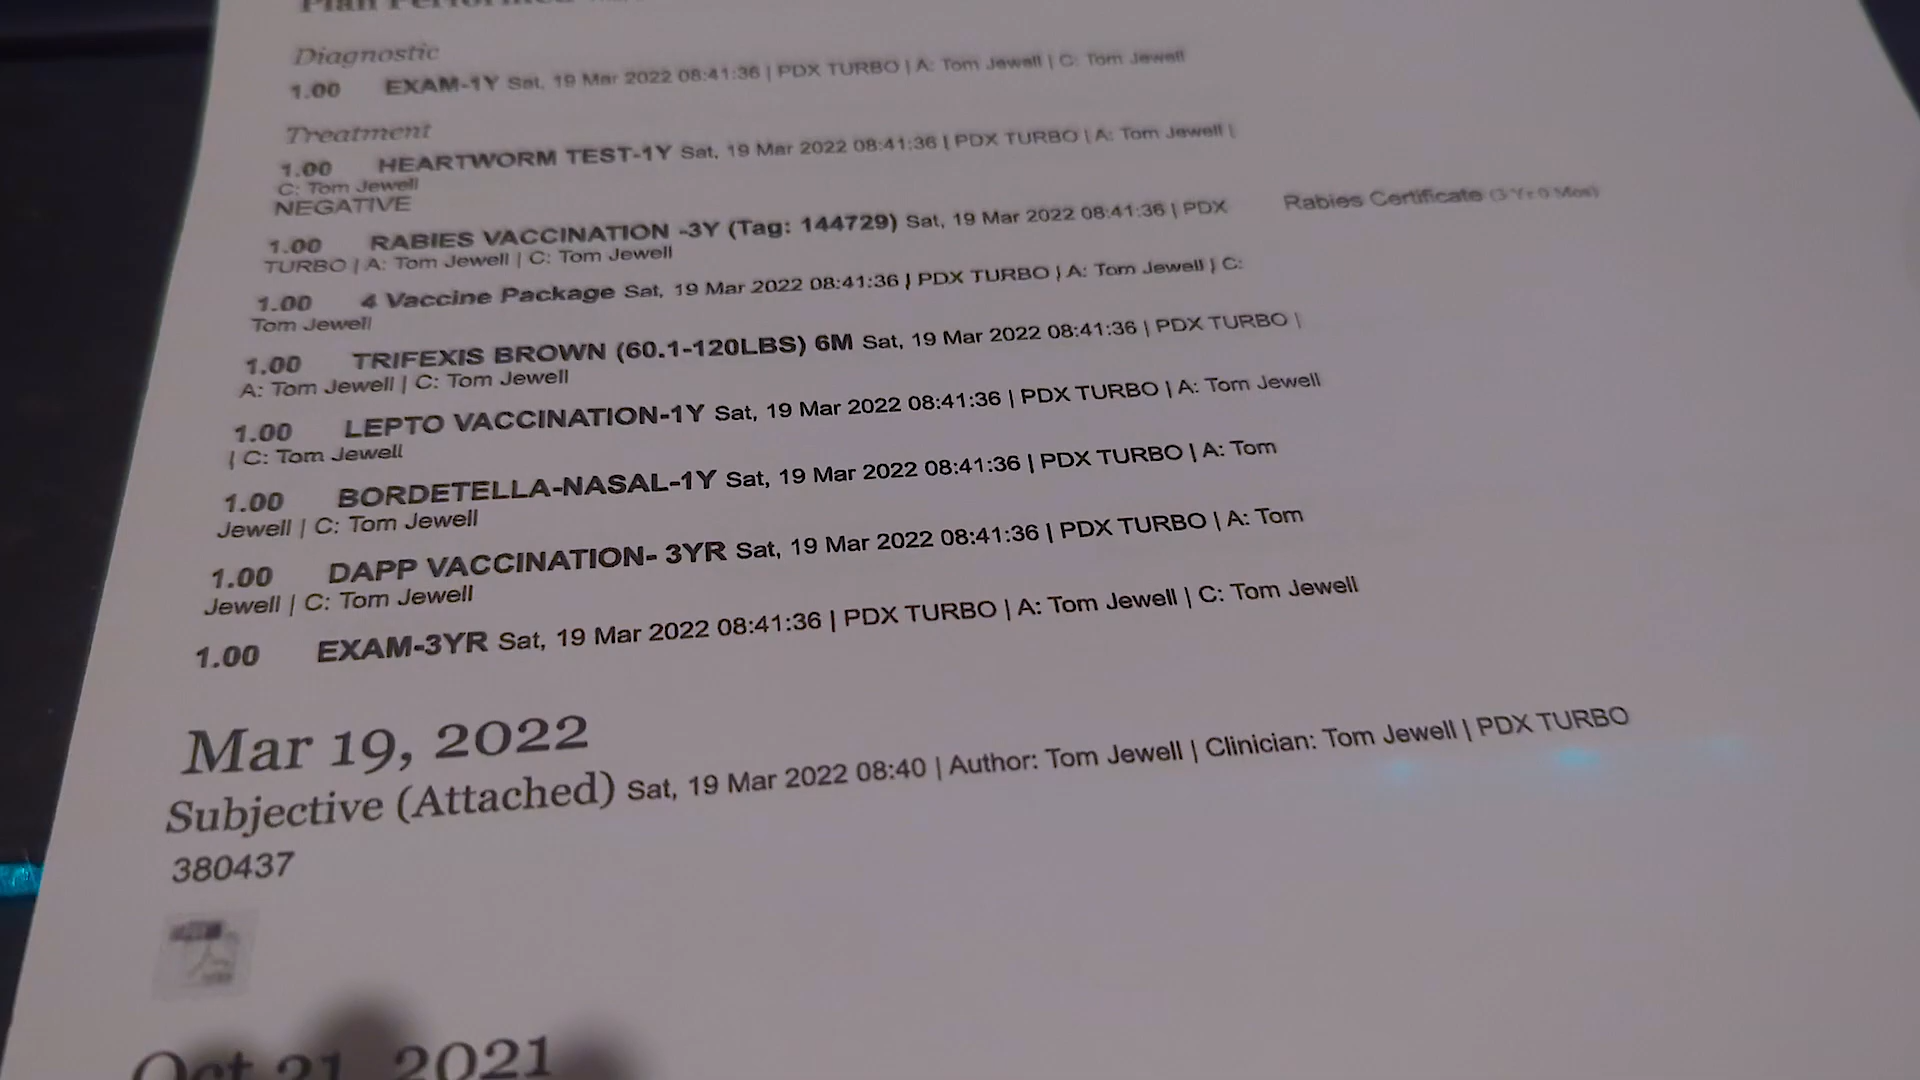 Plan Performed
Diagnostic
1.00 EXAM-1Y Sat, 19 Mar 2022 08:41:36 | PDX TURBO | A: Tom Jewell | C: Tom Jewell
Treatment
1.00 HEARTWORM TEST-1Y Sat, 19 Mar 2022 08:41:36 | PDX TURBO | A: Tom Jewell |
C: Tom Jewell
NEGATIVE
1.00 RABIES VACCINATION -3Y (Tag: 144729) Sat, 19 Mar 2022 08:41:36 | PDX Rabies Certificate (3 Yr 0 Mos)
TURBO | A: Tom Jewell | C: Tom Jewell
1.00 4 Vaccine Package Sat, 19 Mar 2022 08:41:36 | PDX TURBO | A: Tom Jewell | C:
Tom Jewell
1.00 TRIFEXIS BROWN (60.1-120LBS) 6M Sat, 19 Mar 2022 08:41:36 | PDX TURBO |
A: Tom Jewell | C: Tom Jewell
1.00 LEPTO VACCINATION-1Y Sat, 19 Mar 2022 08:41:36 | PDX TURBO | A: Tom Jewell
| C: Tom Jewell
1.00 BORDETELLA-NASAL-1Y Sat, 19 Mar 2022 08:41:36 | PDX TURBO | A: Tom
Jewell | C: Tom Jewell
1.00 DAPP VACCINATION- 3YR Sat, 19 Mar 2022 08:41:36 | PDX TURBO | A: Tom
Jewell | C: Tom Jewell
1.00 EXAM-3YR Sat, 19 Mar 2022 08:41:36 | PDX TURBO | A: Tom Jewell | C: Tom Jewell
Mar 19, 2022
Subjective (Attached) Sat, 19 Mar 2022 08:40 | Author: Tom Jewell | Clinician: Tom Jewell | PDX TURBO
380437
Oct 21, 2021